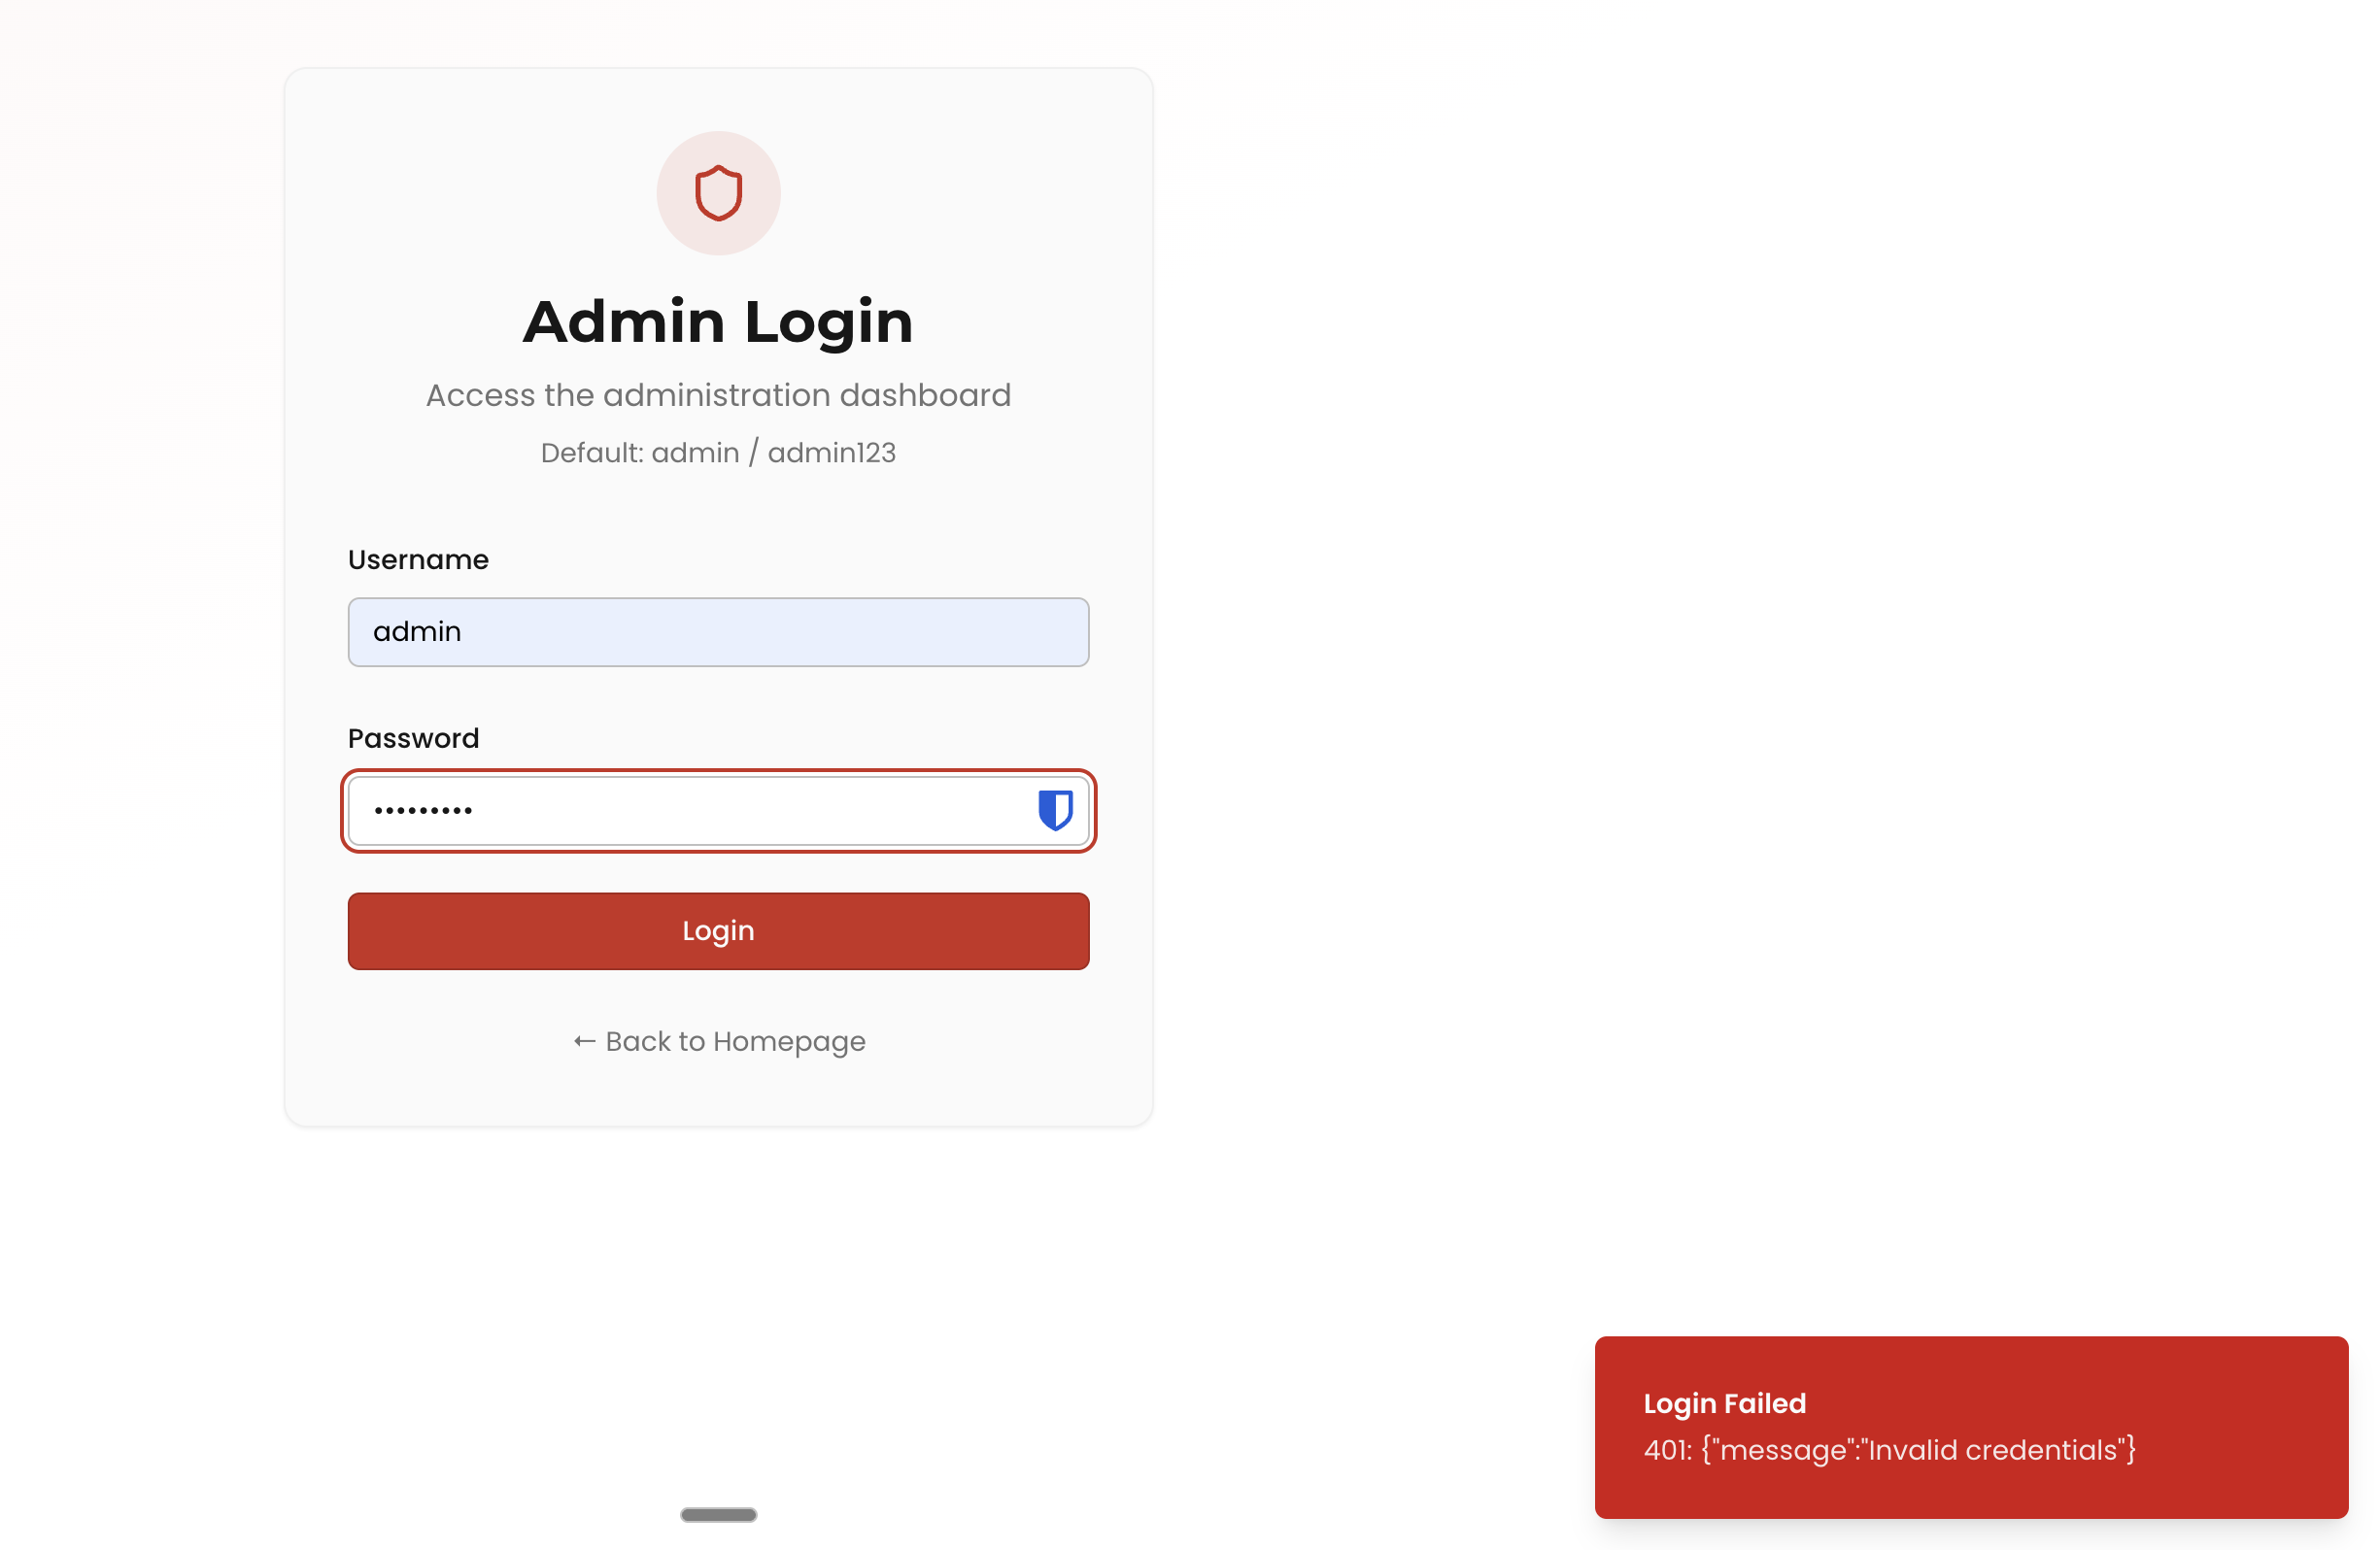 Admin Login
Access the administration dashboard
Default: admin / admin123
Username
admin
Password
•••••••••
Login
← Back to Homepage
Login Failed
401: {"message":"Invalid credentials"}